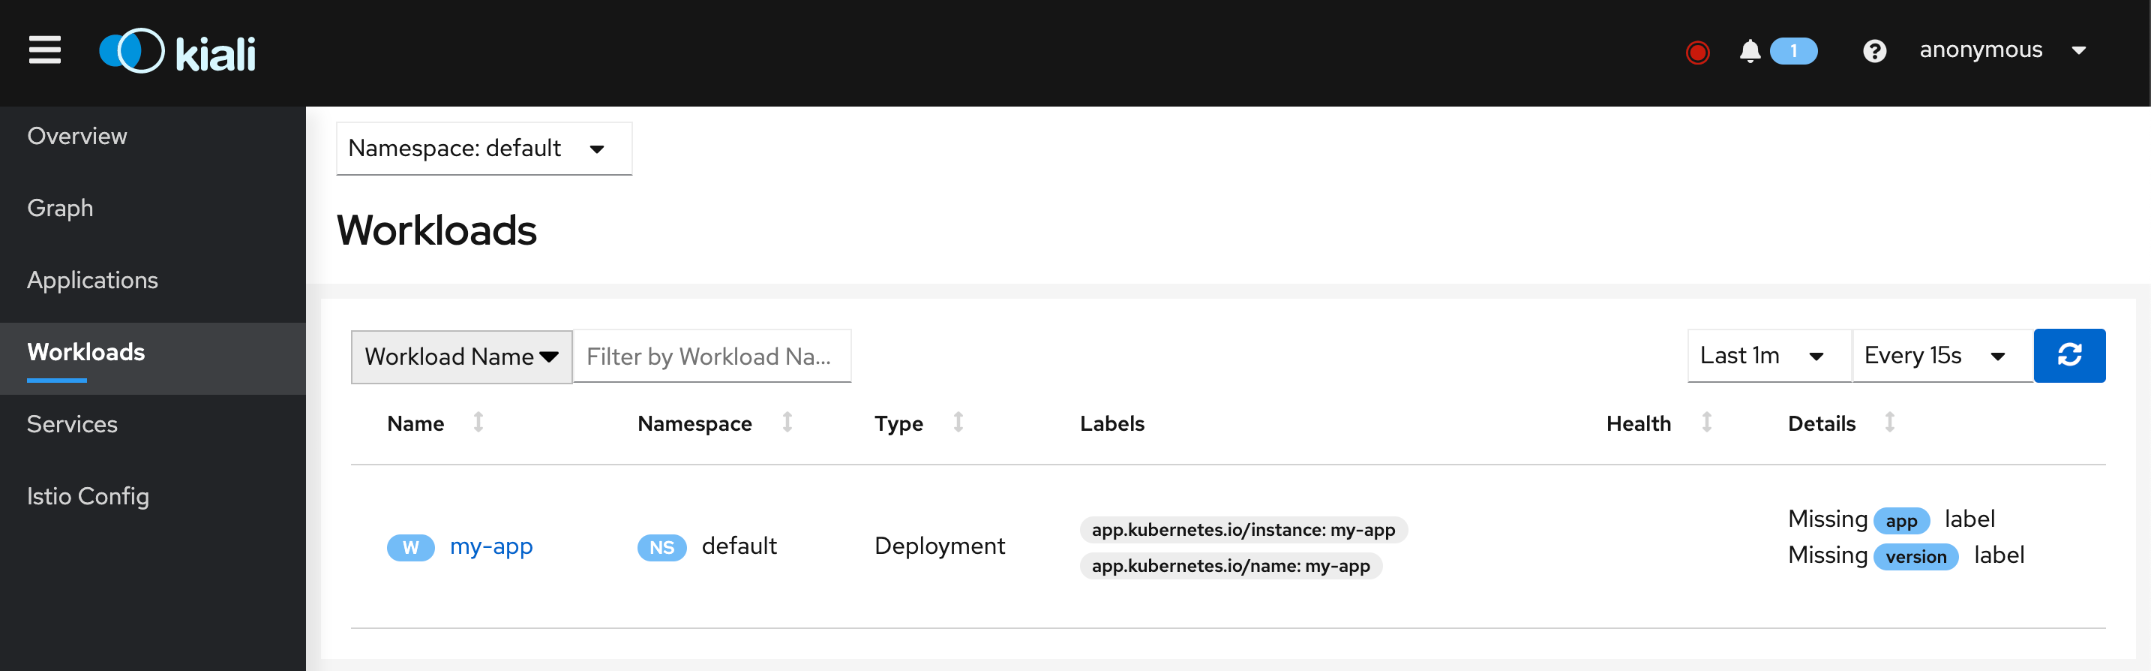 kiali
1
?
anonymous
Overview
Graph
Applications
Workloads
Services
Istio Config
Namespace: default
Workloads
Workload Name
Filter by Workload Na...
Last 1m
Every 15s
Name
Namespace
Type
Labels
Health
Details
W my-app
NS default
Deployment
app.kubernetes.io/instance: my-app
app.kubernetes.io/name: my-app
Missing app label
Missing version label